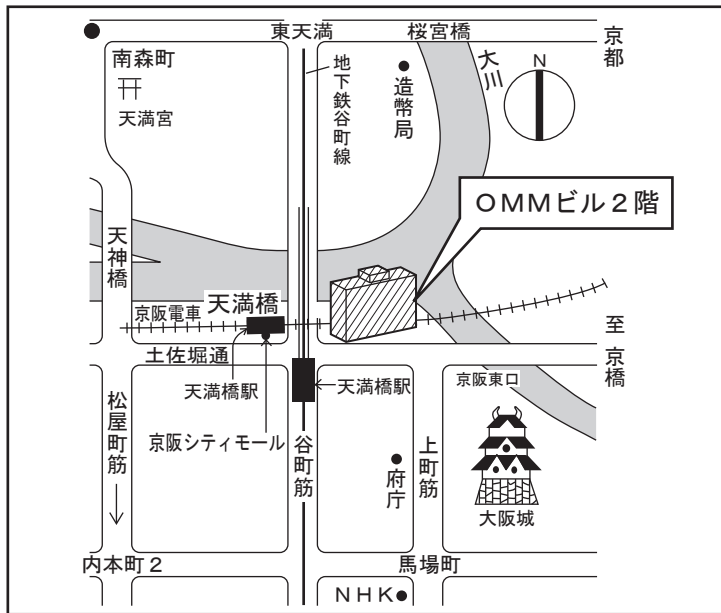 東天満
桜宮橋
京都
南森町
天満宮
地下鉄谷町線
造幣局
大川
N
OMMビル2階
天神橋
京阪電車
天満橋
至京橋
土佐堀通
天満橋駅
天満橋駅
京阪東口
松屋町筋
京阪シティモール
谷町筋
府庁
上町筋
大阪城
内本町2
馬場町
NHK